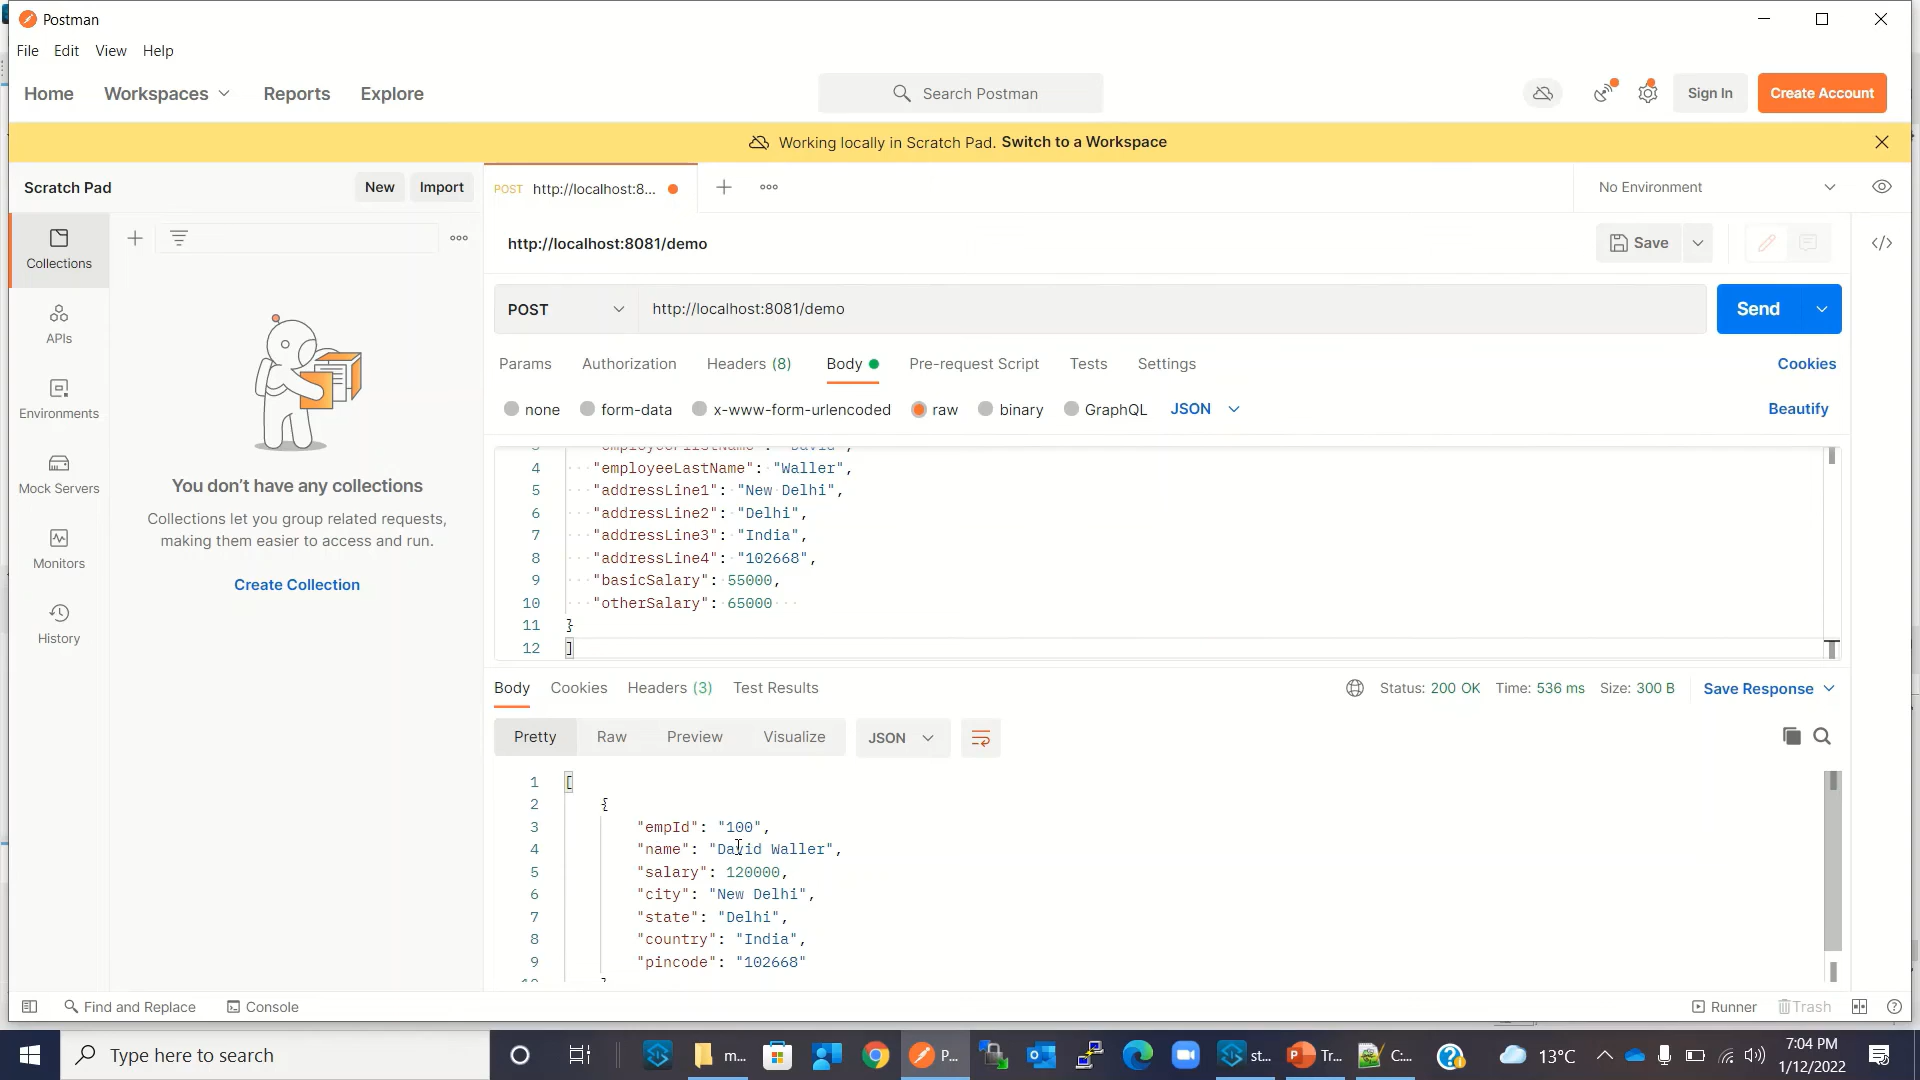 Postman
File Edit View Help
Home Workspaces Reports Explore
Search Postman
Sign In Create Account
Working locally in Scratch Pad. Switch to a Workspace
Scratch Pad New Import
POST http://localhost:8...
No Environment
http://localhost:8081/demo
Save
POST http://localhost:8081/demo
Send
Params Authorization Headers (8) Body Pre-request Script Tests Settings
Cookies
none form-data x-www-form-urlencoded raw binary GraphQL JSON
Beautify
4 "employeeLastName": "Waller",
5 "addressLine1": "New Delhi",
6 "addressLine2": "Delhi",
7 "addressLine3": "India",
8 "addressLine4": "102668",
9 "basicSalary": 55000,
10 "otherSalary": 65000
11 }
12 ]
Collections
APIs
Environments
Mock Servers
Monitors
History
You don't have any collections
Collections let you group related requests,
making them easier to access and run.
Create Collection
Body Cookies Headers (3) Test Results
Status: 200 OK Time: 536 ms Size: 300 B Save Response
Pretty Raw Preview Visualize JSON
1 [
2 {
3 "empId": "100",
4 "name": "David Waller",
5 "salary": 120000,
6 "city": "New Delhi",
7 "state": "Delhi",
8 "country": "India",
9 "pincode": "102668"
Find and Replace Console
Runner Trash
Type here to search
m...
P...
st...
Tr...
C:...
13°C
7:04 PM
1/12/2022